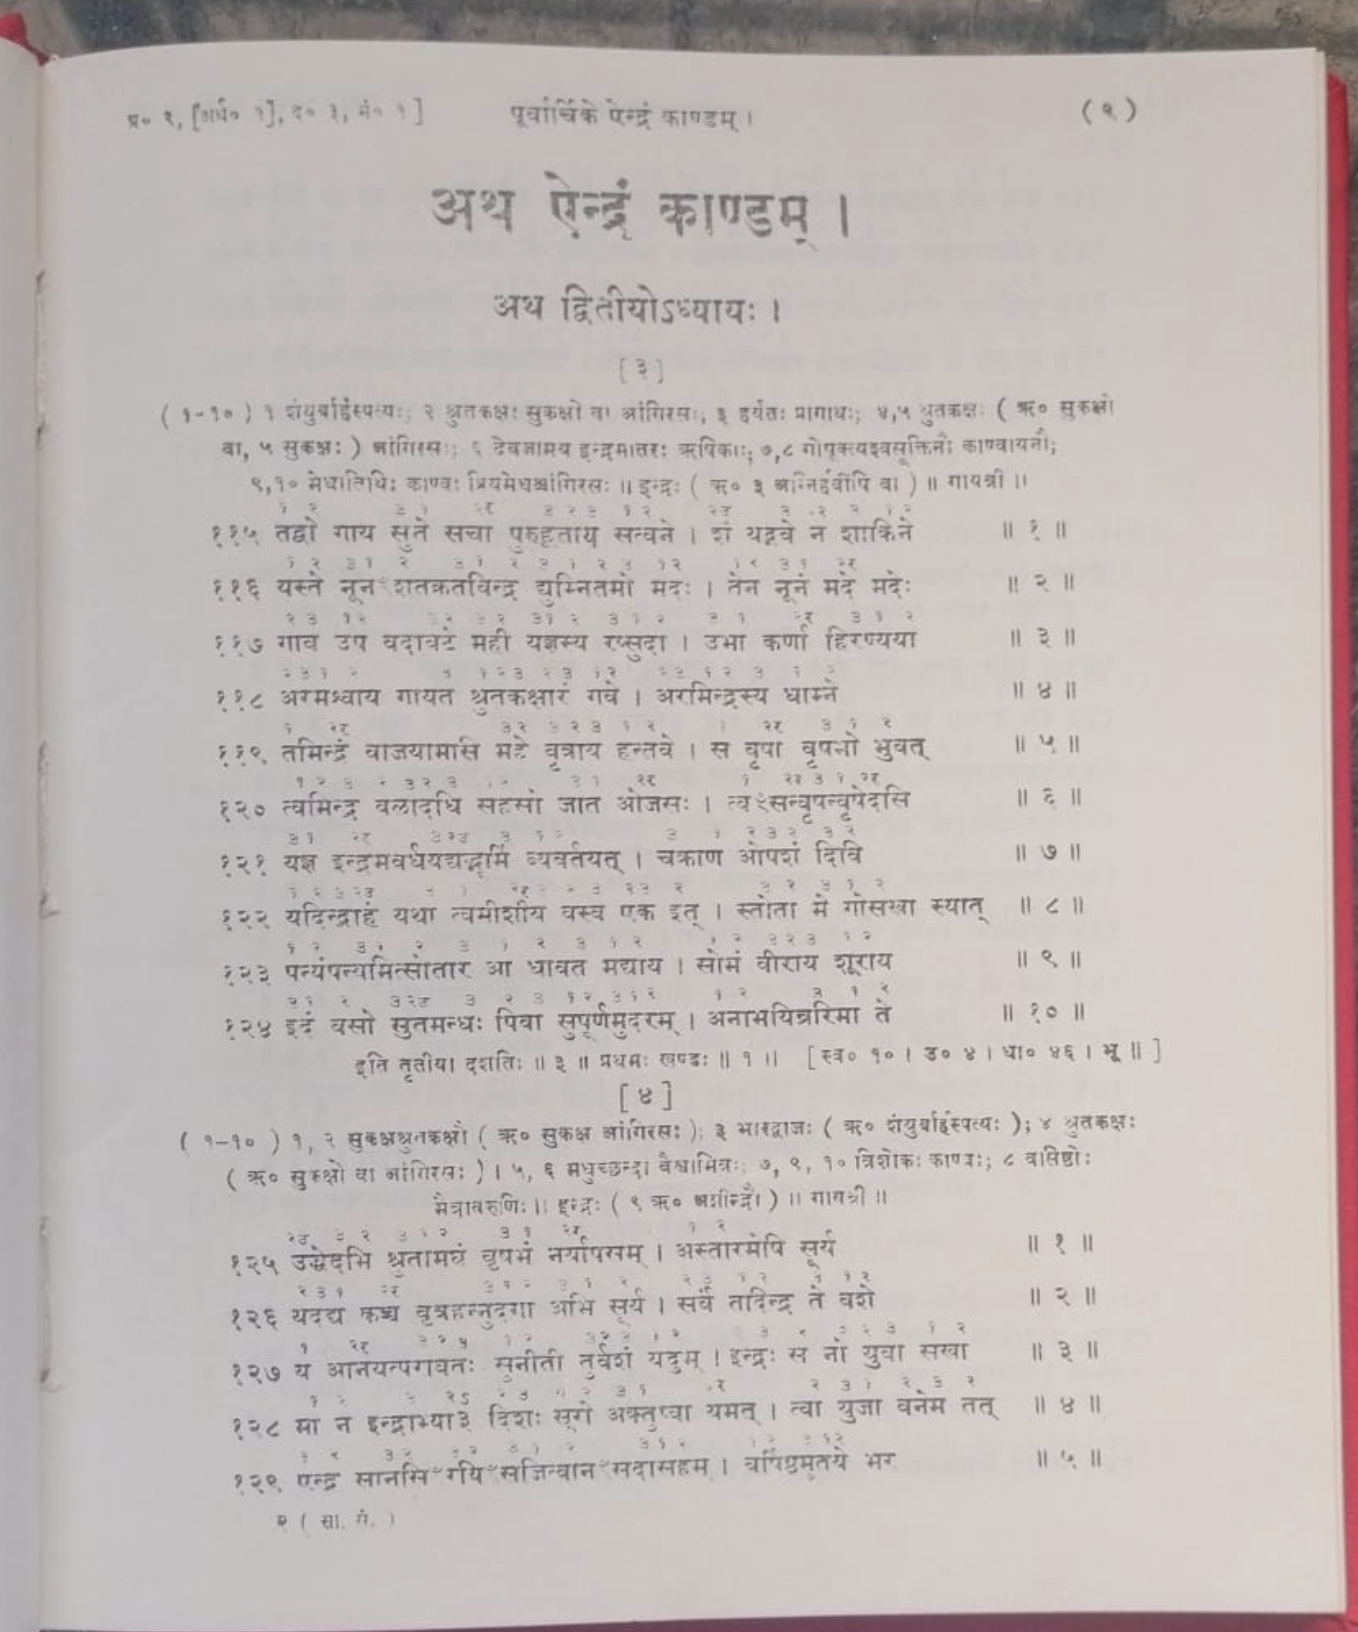 प्र० २, [अर्ध० १], द० ३, मं० १ ] पूर्वार्चिके ऐन्द्रं काण्डम् । ( ९ )
अथ ऐन्द्रं काण्डम् ।
अथ द्वितीयोऽध्यायः ।
[ ३ ]
( १-१० ) १ शंयुर्बार्हस्पत्यः; २ श्रुतकक्षः सुकक्षो वा आंगिरसः; ३ हर्यतः प्रागाथः; ४,५ श्रुतकक्षः ( ऋ० सुकक्षो
वा, ५ सुकक्षः ) आंगिरसः; ६ देवजामय इन्द्रमातरः ऋषिकाः; ७,८ गोषूक्त्यश्वसूक्तिनौ काण्वायनौ;
९,१० मेधातिथिः काण्वः प्रियमेधश्चांगिरसः ॥ इन्द्रः ( ऋ० ३ अग्निर्हवींषि वा ) ॥ गायत्री ॥
११५ तद्वो गाय सुते सचा पुरुहूताय सत्वने । शं यद्गवे न शाकिने ॥ १ ॥
११६ यस्ते नूनꣳ शतक्रतविन्द्र द्युम्नितमो मदः । तेन नूनं मदे मदेः ॥ २ ॥
११७ गाव उप वदावटे मही यज्ञस्य रप्सुदा । उभा कर्णा हिरण्यया ॥ ३ ॥
११८ अरमश्वाय गायत श्रुतकक्षारं गवे । अरमिन्द्रस्य धाम्ने ॥ ४ ॥
११९ तमिन्द्रं वाजयामसि महे वृत्राय हन्तवे । स वृषा वृषभो भुवत् ॥ ५ ॥
१२० त्वमिन्द्र बलादधि सहसो जात ओजसः । त्वꣳसन्वृषन्वृषेदसि ॥ ६ ॥
१२१ यज्ञ इन्द्रमवर्धयद्यद्भूमिं व्यवर्तयत् । चक्राण ओपशं दिवि ॥ ७ ॥
१२२ यदिन्द्राहं यथा त्वमीशीय वस्व एक इत् । स्तोता मे गोसखा स्यात् ॥ ८ ॥
१२३ पन्यंपन्यमित्सोतार आ धावत मद्याय । सोमं वीराय शूराय ॥ ९ ॥
१२४ इदं वसो सुतमन्धः पिबा सुपूर्णमुदरम् । अनाभयिन्ररिमा ते ॥ १० ॥
इति तृतीया दशतिः ॥ ३ ॥ प्रथमः खण्डः ॥ १ ॥ [ स्व० १० । उ० ४ । धा० ४६ । भू ॥ ]
[ ४ ]
( १-१० ) १, २ सुकक्षश्रुतकक्षौ ( ऋ० सुकक्ष आंगिरसः ); ३ भारद्वाजः ( ऋ० शंयुर्बार्हस्पत्यः ); ४ श्रुतकक्षः
( ऋ० सुकक्षो वा आंगिरसः ) । ५, ६ मधुच्छन्दा वैश्वामित्रः; ७, ९, १० त्रिशोकः काण्वः; ८ वसिष्ठो
मैत्रावरुणिः ॥ इन्द्रः ( ९ ऋ० अग्नीन्द्रौ ) ॥ गायत्री ॥
१२५ उद्धेदभि श्रुतामघं वृषभं नर्यापसम् । अस्तारमेषि सूर्य ॥ १ ॥
१२६ यदद्य कच्च वृत्रहन्नुदगा अभि सूर्य । सर्वं तदिन्द्र ते वशे ॥ २ ॥
१२७ य आनयत्परावतः सुनीती तुर्वशं यदुम् । इन्द्रः स नो युवा सखा ॥ ३ ॥
१२८ मा न इन्द्राभ्या३ दिशः सूरो अक्तुष्वा यमत् । त्वा युजा वनेम तत् ॥ ४ ॥
१२९ एन्द्र सानसिꣳ रयिꣳ सजित्वानꣳ सदासहम् । वर्षिष्ठमूतये भर ॥ ५ ॥
२ ( सा. सं. )